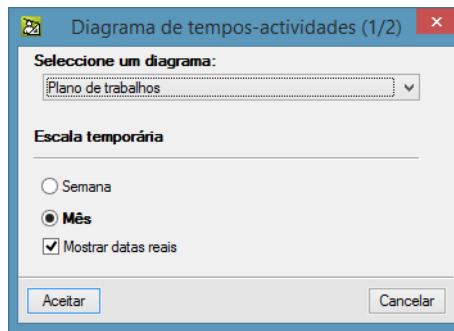 Diagrama de tempos-actividades (1/2)
Seleccione um diagrama:
Plano de trabalhos
Escala temporária
Semana
Mês
Mostrar datas reais
Aceitar
Cancelar